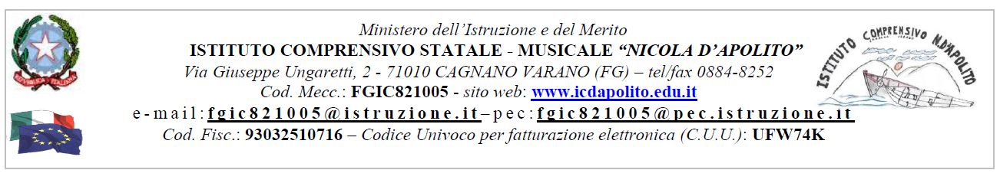 Ministero dell’Istruzione e del Merito
ISTITUTO COMPRENSIVO STATALE - MUSICALE “NICOLA D’APOLITO”
Via Giuseppe Ungaretti, 2 - 71010 CAGNANO VARANO (FG) – tel/fax 0884-8252
Cod. Mecc.: FGIC821005 - sito web: www.icdapolito.edu.it
e-mail:fgic821005@istruzione.it–pec:fgic821005@pec.istruzione.it
Cod. Fisc.: 93032510716 – Codice Univoco per fatturazione elettronica (C.U.U.): UFW74K
REPVBBLICA ITALIANA
ISTITUTO COMPRENSIVO N. D'APOLITO